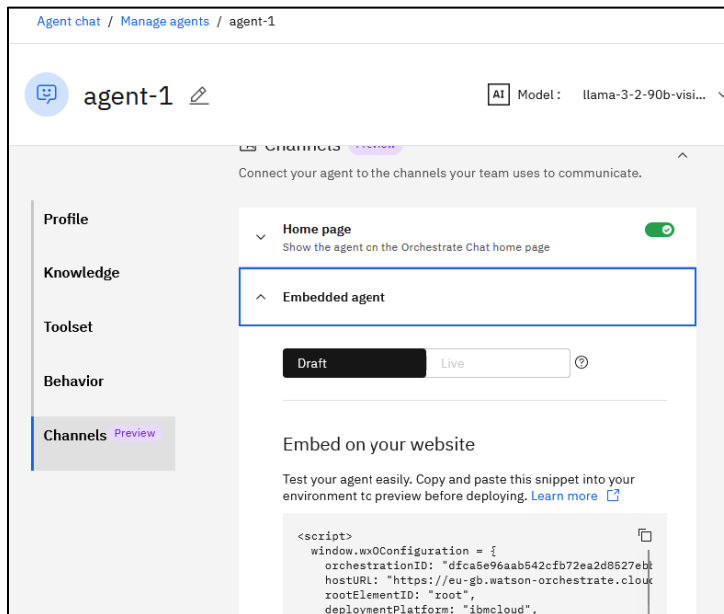 Agent chat / Manage agents / agent-1
agent-1
AI Model : llama-3-2-90b-visi...
Channels Preview
Connect your agent to the channels your team uses to communicate.
Profile
Knowledge
Toolset
Behavior
Channels Preview
Home page
Show the agent on the Orchestrate Chat home page
Embedded agent
Draft Live
Embed on your website
Test your agent easily. Copy and paste this snippet into your
environment to preview before deploying. Learn more
<script>
window.wxOConfiguration = {
orchestrationID: "dfca5e96aab542cfb72ea2d8527eb
hostURL: "https://eu-gb.watson-orchestrate.clou
rootElementID: "root",
deploymentPlatform: "ibmcloud",